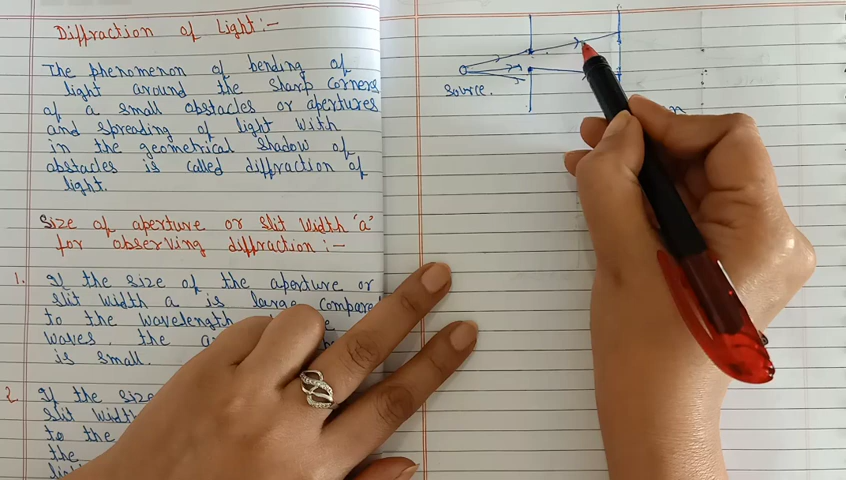 Diffraction of Light:-
The phenomenon of bending of
light around the sharp corners
of a small obstacles or apertures
and spreading of light with
in the geometrical shadow of
obstacles is called diffraction of
light.
Size of aperture or slit width 'a'
for observing diffraction :-
1. If the size of the aperture or
slit width a is large compared
to the wavelength
waves. the
is small.
2. If the size
slit width
to the
the
source.